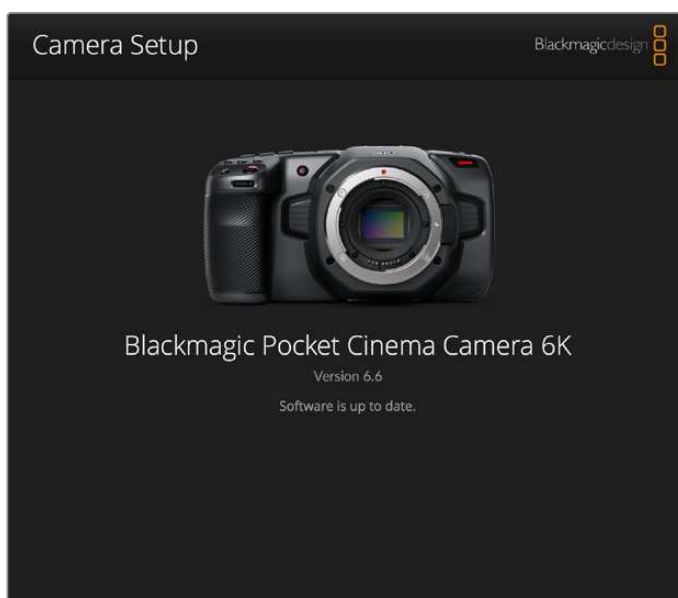 Camera Setup
Blackmagicdesign
Blackmagic Pocket Cinema Camera 6K
Version 6.6
Software is up to date.